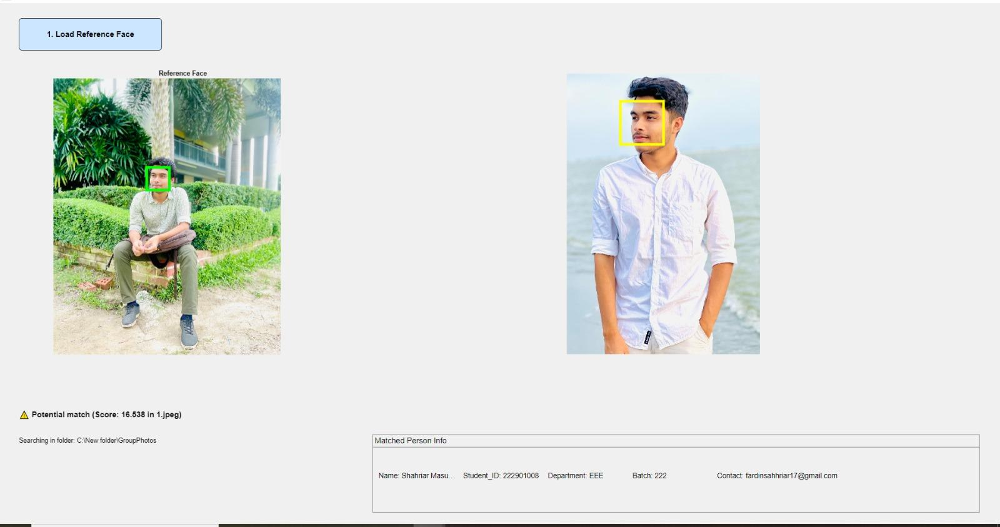 1. Load Reference Face
Reference Face
Potential match (Score: 16.538 in 1.jpeg)
Searching in folder: C:\New folder\GroupPhotos
Matched Person Info
Name: Shahriar Masu... Student_ID: 222901008 Department: EEE Batch: 222 Contact: fardinsahhriar17@gmail.com